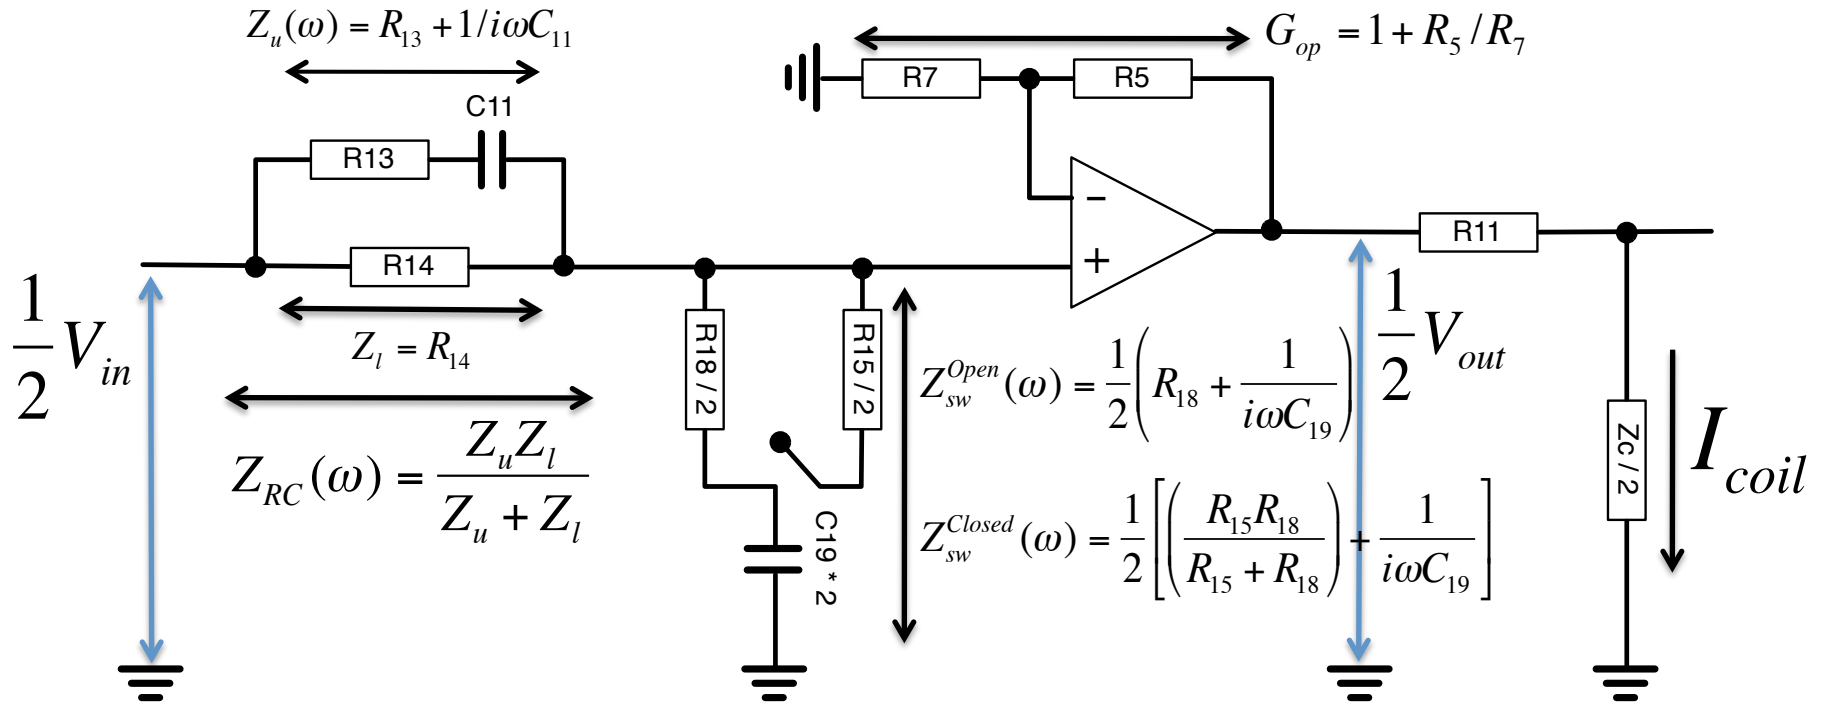 Z_u(ω) = R_13 + 1/iωC_11
G_op = 1 + R_5/R_7
R7
R5
C11
R13
−
R14
+
R11
1/2 V_in
Z_l = R_14
R18 / 2
R15 / 2
Z_sw^Open(ω) = 1/2 (R_18 + 1/iωC_19)
1/2 V_out
Z_RC(ω) = Z_u Z_l / Z_u + Z_l
Zc / 2
I_coil
C19 * 2
Z_sw^Closed(ω) = 1/2 [(R_15 R_18 / R_15 + R_18) + 1/iωC_19]